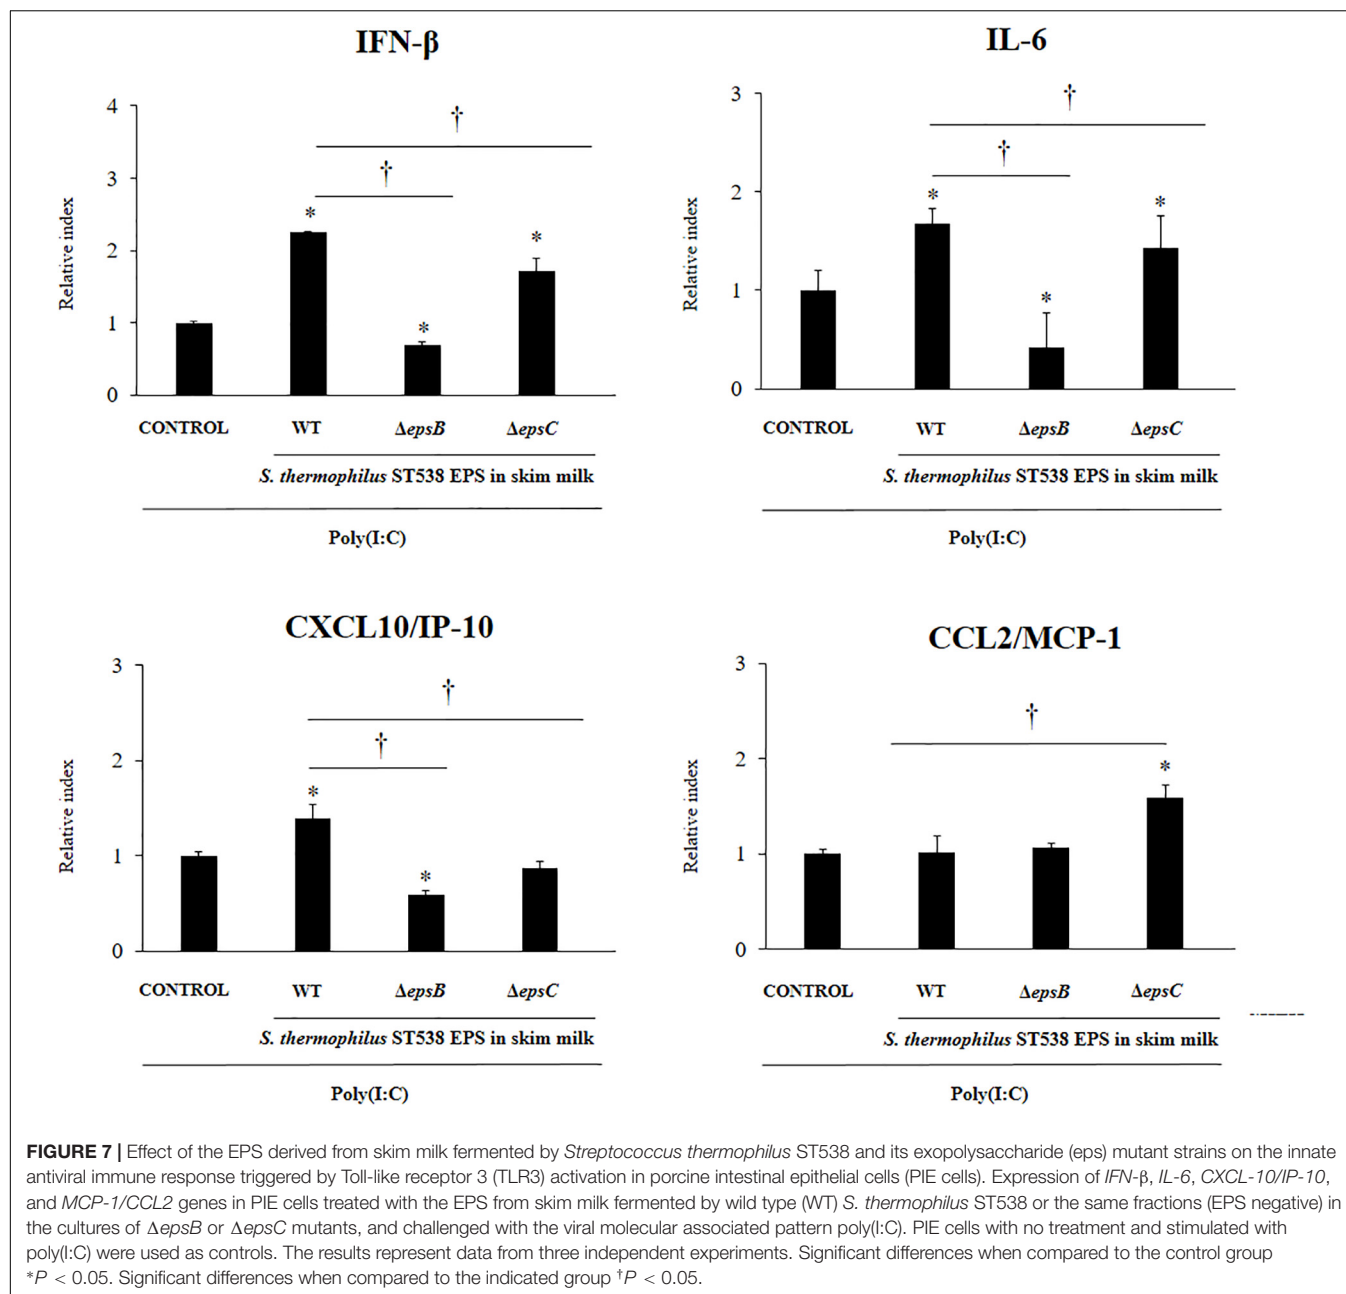 IFN-β
4
3
2
1
0
Relative index
†
†
*
*
*
CONTROL WT ΔepsB ΔepsC
S. thermophilus ST538 EPS in skim milk
Poly(I:C)
IL-6
3
2
1
0
Relative index
†
†
*
*
*
CONTROL WT ΔepsB ΔepsC
S. thermophilus ST538 EPS in skim milk
Poly(I:C)
CXCL10/IP-10
3
2
1
0
Relative index
†
†
*
*
CONTROL WT ΔepsB ΔepsC
S. thermophilus ST538 EPS in skim milk
Poly(I:C)
CCL2/MCP-1
3
2
1
0
Relative index
†
*
CONTROL WT ΔepsB ΔepsC
S. thermophilus ST538 EPS in skim milk
Poly(I:C)
FIGURE 7 | Effect of the EPS derived from skim milk fermented by Streptococcus thermophilus ST538 and its exopolysaccharide (eps) mutant strains on the innate
antiviral immune response triggered by Toll-like receptor 3 (TLR3) activation in porcine intestinal epithelial cells (PIE cells). Expression of IFN-β, IL-6, CXCL-10/IP-10,
and MCP-1/CCL2 genes in PIE cells treated with the EPS from skim milk fermented by wild type (WT) S. thermophilus ST538 or the same fractions (EPS negative) in
the cultures of ΔepsB or ΔepsC mutants, and challenged with the viral molecular associated pattern poly(I:C). PIE cells with no treatment and stimulated with
poly(I:C) were used as controls. The results represent data from three independent experiments. Significant differences when compared to the control group
*P < 0.05. Significant differences when compared to the indicated group †P < 0.05.